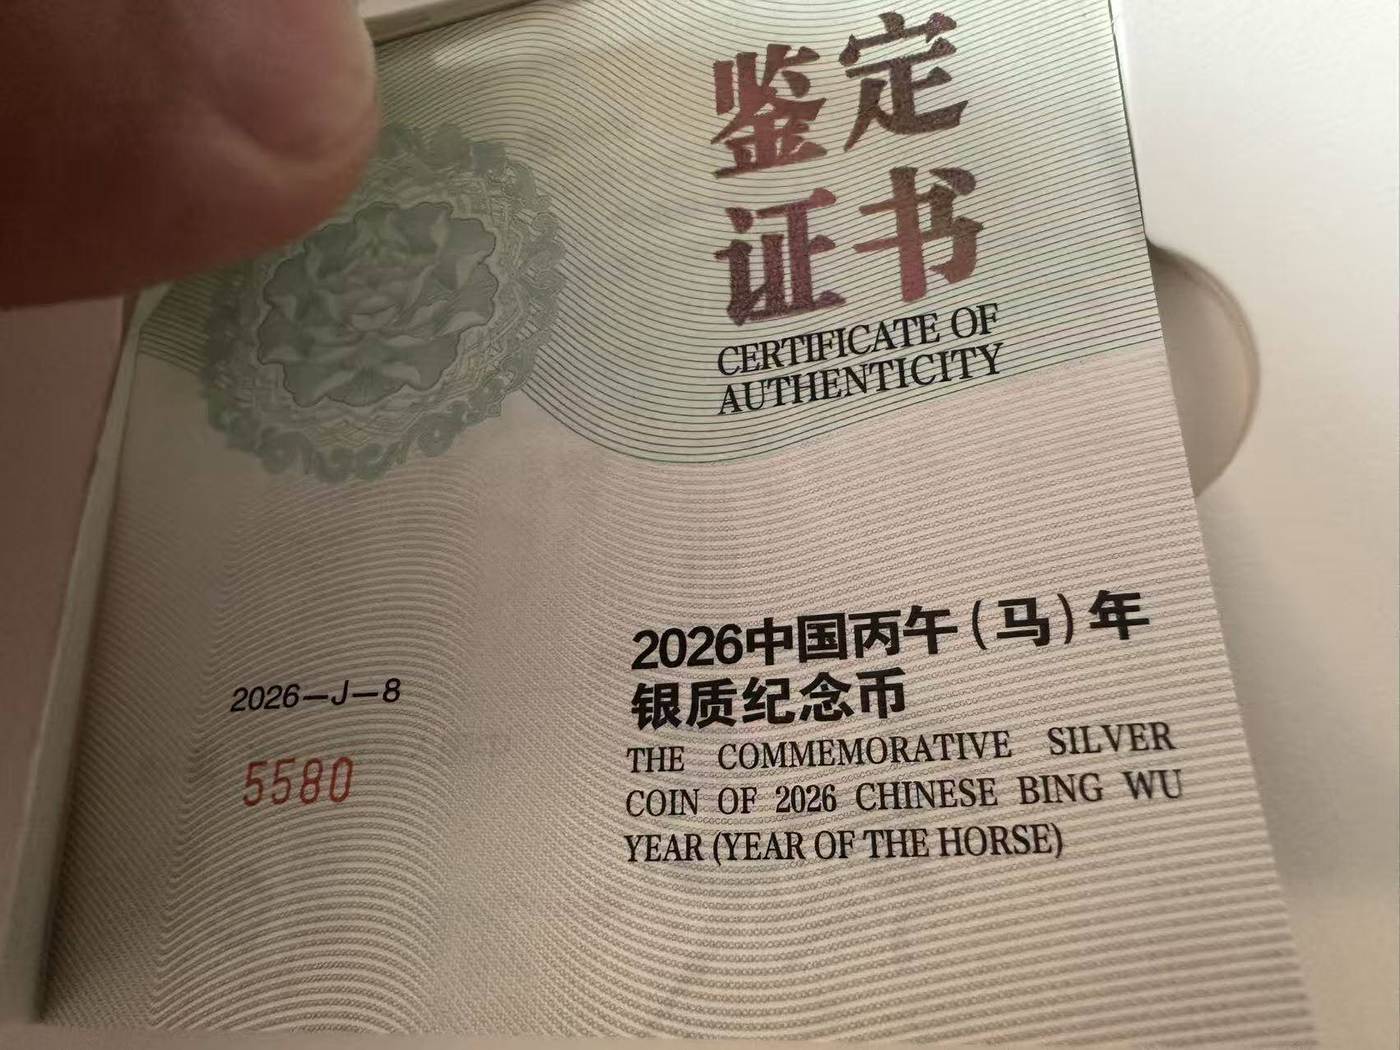 鉴定
证书
CERTIFICATE OF
AUTHENTICITY
2026中国丙午(马)年
银质纪念币
THE COMMEMORATIVE SILVER
COIN OF 2026 CHINESE BING WU
YEAR (YEAR OF THE HORSE)
2026—J—8
5580